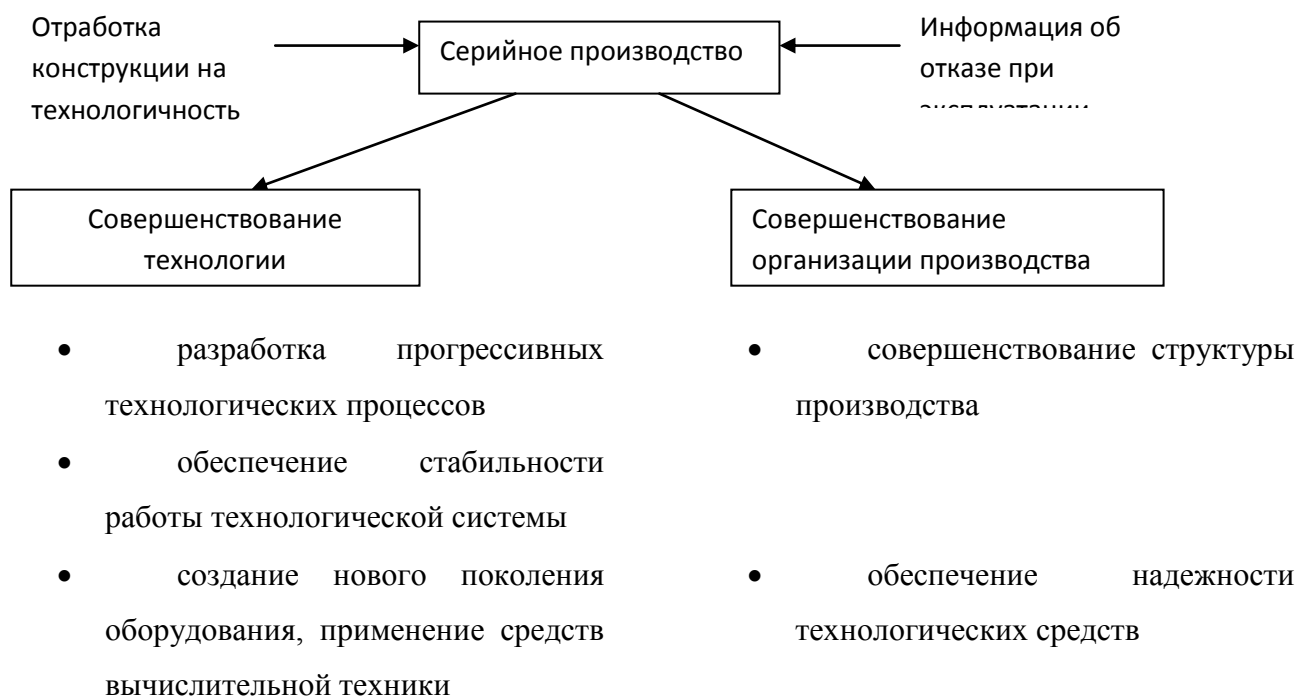 Отработка
конструкции на
технологичность
Серийное производство
Информация об
отказе при
Совершенствование
технологии
Совершенствование
организации производства
• разработка прогрессивных
технологических процессов
• обеспечение стабильности
работы технологической системы
• создание нового поколения
оборудования, применение средств
вычислительной техники
• совершенствование структуры
производства
• обеспечение надежности
технологических средств